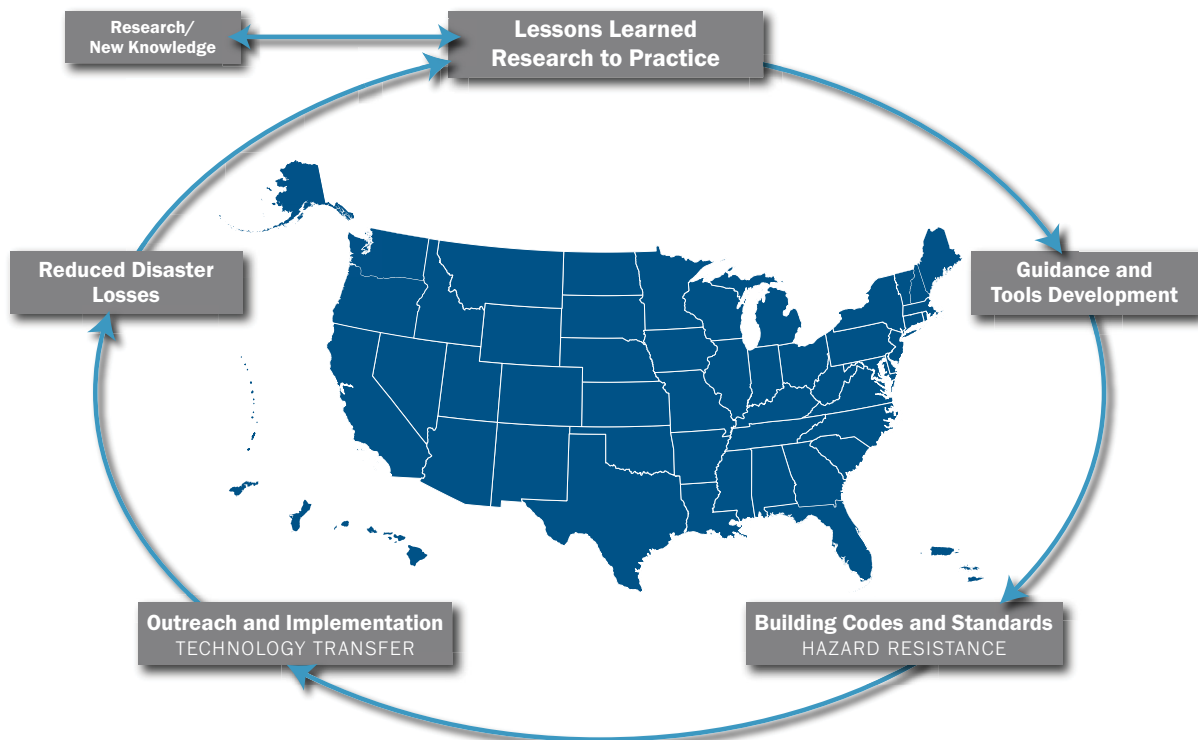 Research/
New Knowledge
Lessons Learned
Research to Practice
Reduced Disaster
Losses
Guidance and
Tools Development
Outreach and Implementation
TECHNOLOGY TRANSFER
Building Codes and Standards
HAZARD RESISTANCE